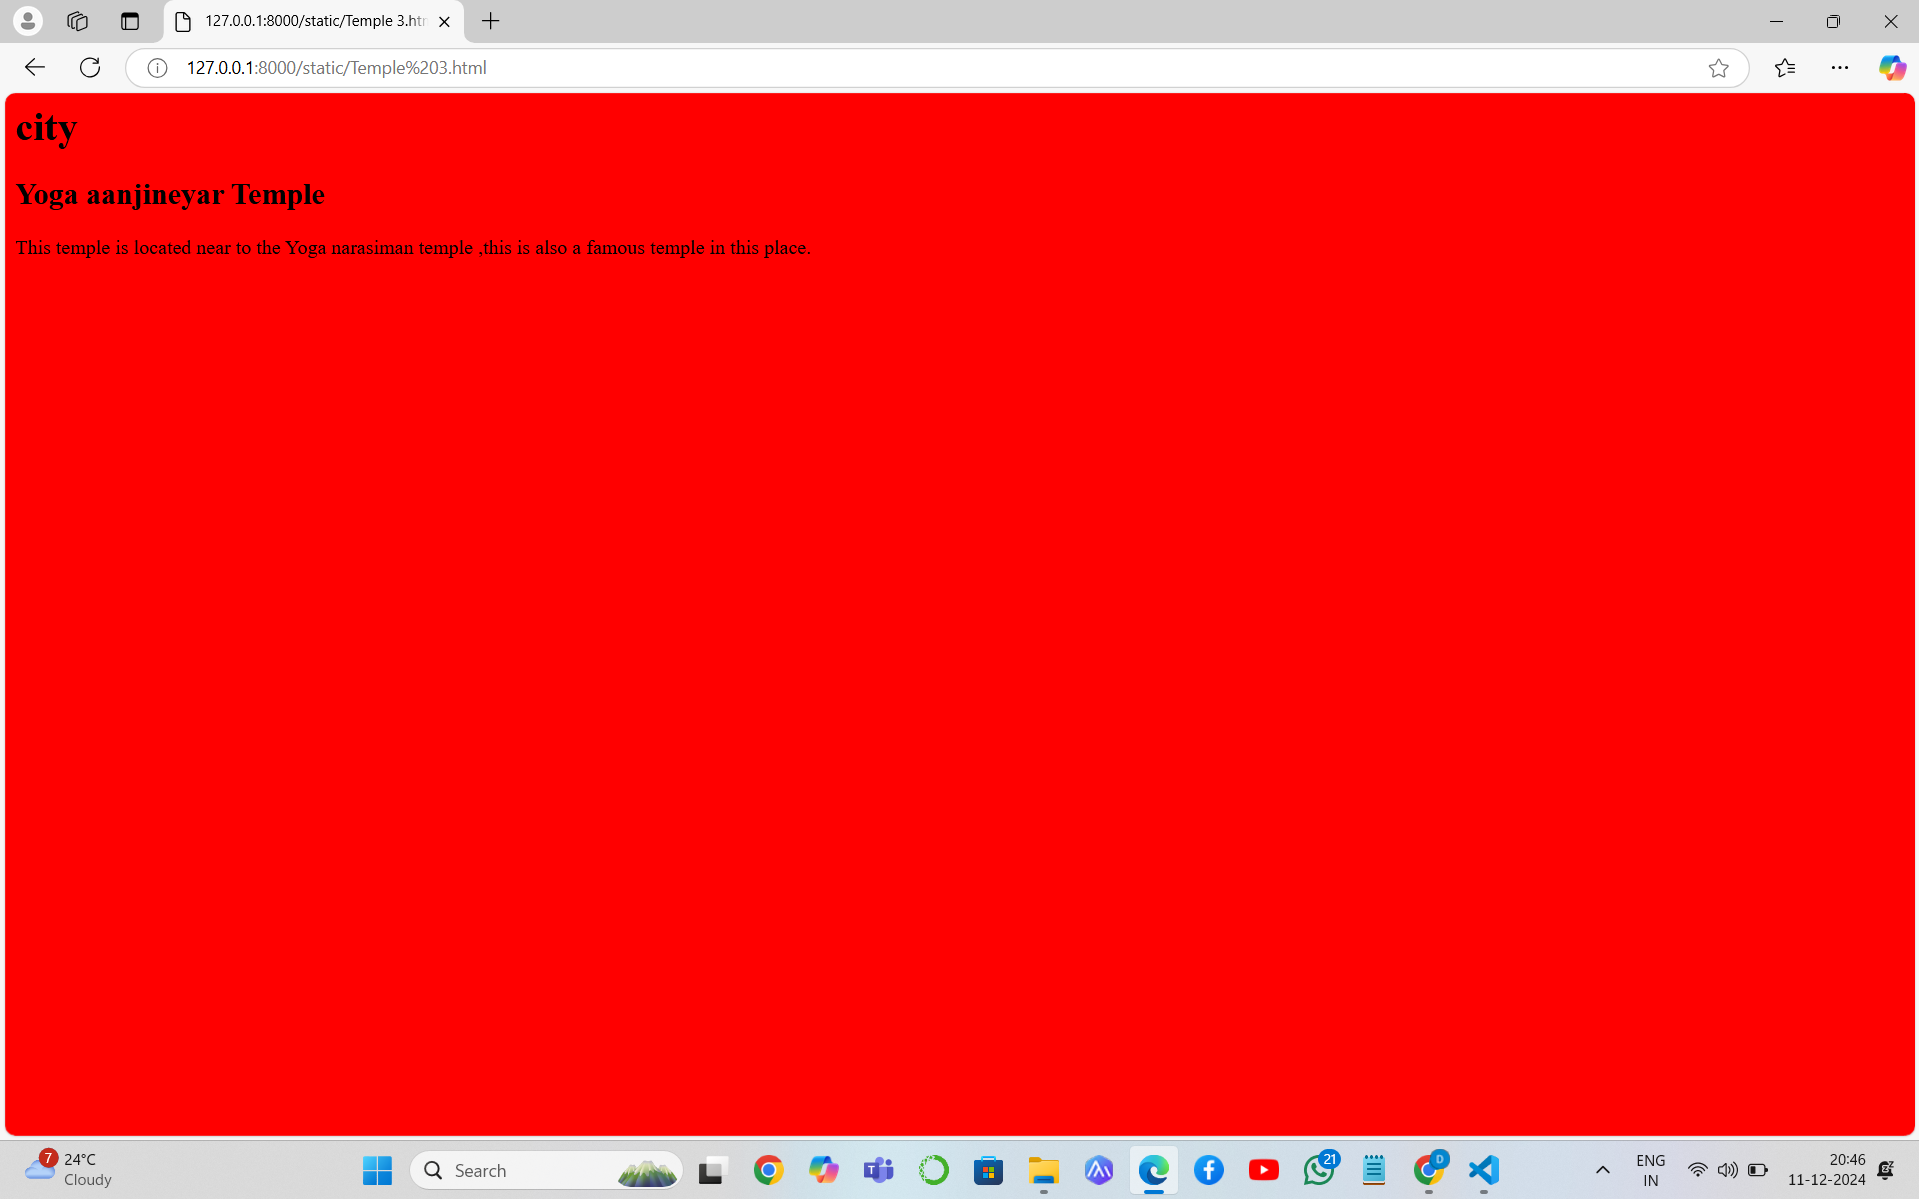 127.0.0.1:8000/static/Temple 3.htm
127.0.0.1:8000/static/Temple%203.html
city
Yoga aanjineyar Temple
This temple is located near to the Yoga narasiman temple ,this is also a famous temple in this place.
7
24°C
Cloudy
Search
T
21
D
ENG
IN
20:46
11-12-2024